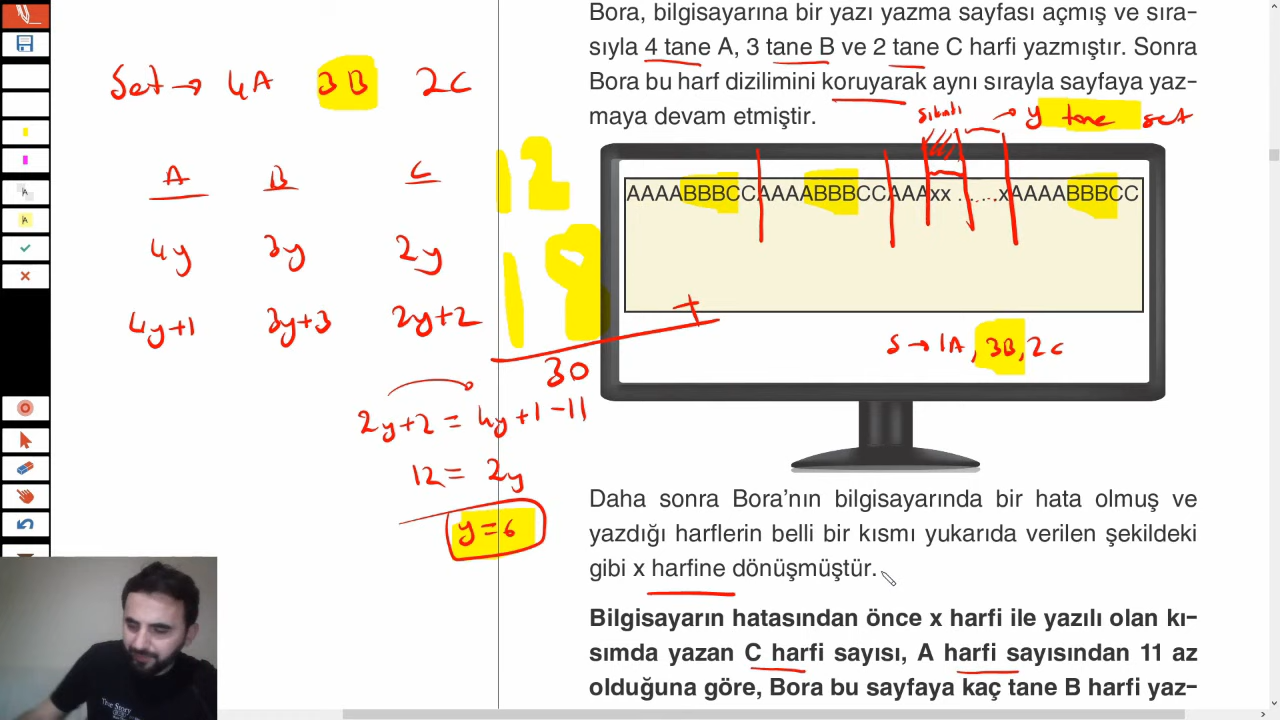 Set → 4A 3B 2C
A B C
4y 3y 2y
4y+1 3y+3 2y+2
12
18
+
30
2y+2 = 4y+1-11
12 = 2y
y=6
Bora, bilgisayarına bir yazı yazma sayfası açmış ve sıra-
sıyla 4 tane A, 3 tane B ve 2 tane C harfi yazmıştır. Sonra
Bora bu harf dizilimini koruyarak aynı sırayla sayfaya yaz-
maya devam etmiştir.
→ y tane set
AAAABBBCCAAAABBBCCAAAxx ......xAAAABBBCC
S → 1A, 3B, 2C
Daha sonra Bora'nın bilgisayarında bir hata olmuş ve
yazdığı harflerin belli bir kısmı yukarıda verilen şekildeki
gibi x harfine dönüşmüştür.
Bilgisayarın hatasından önce x harfi ile yazılı olan kı-
sımda yazan C harfi sayısı, A harfi sayısından 11 az
olduğuna göre, Bora bu sayfaya kaç tane B harfi yaz-